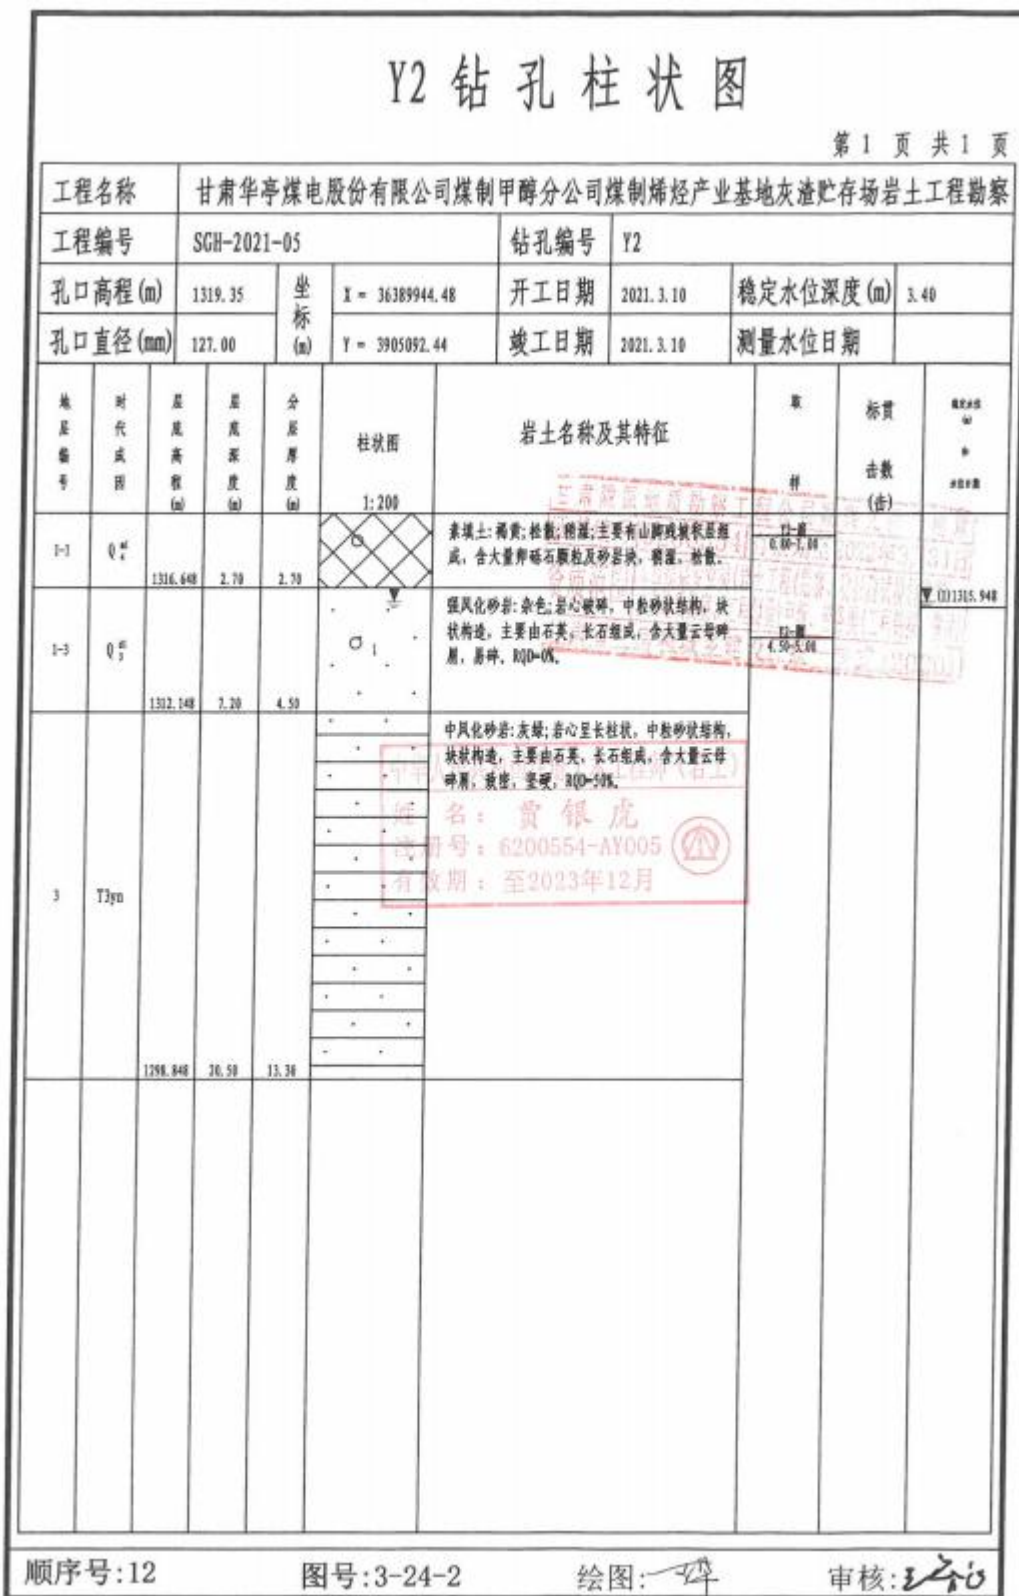 Y2 钻 孔 柱 状 图
第 1 页 共 1 页
工程名称 甘肃华亭煤电股份有限公司煤制甲醇分公司煤制烯烃产业基地灰渣贮存场岩土工程勘察
工程编号 SGH-2021-05 钻孔编号 Y2
孔口高程(m) 1319.35 坐标(m) X = 36389944.48 开工日期 2021.3.10 稳定水位深度(m) 3.40
孔口直径(mm) 127.00 Y = 3905092.44 竣工日期 2021.3.10 测量水位日期
地层编号 时代成因 层底高程(m) 层底深度(m) 分层厚度(m) 柱状图 1:200 岩土名称及其特征 取样 标贯击数(击)
1-1 1316.648 2.70 2.70
素填土:褐黄;松散;稍湿;主要有山脚残坡积层组
成，含大量卵砾石颗粒及砂岩块，稍湿，松散。
0.80-1.00
(1)1315.948
1-3 1312.148 7.20 4.50
强风化砂岩:杂色;岩心破碎，中粒砂状结构，块
状构造，主要由石英、长石组成，含大量云母碎
屑，易碎，RQD=0%。
4.50-5.00
3 T3yn 1298.848 20.50 13.30
中风化砂岩:灰绿;岩心呈长柱状，中粒砂状结构，
块状构造，主要由石英、长石组成，含大量云母
碎屑，致密，坚硬，RQD=50%。
姓 名：贾银虎
注册号：6200554-AY005
有效期：至2023年12月
顺序号:12 图号:3-24-2 绘图: 审核: